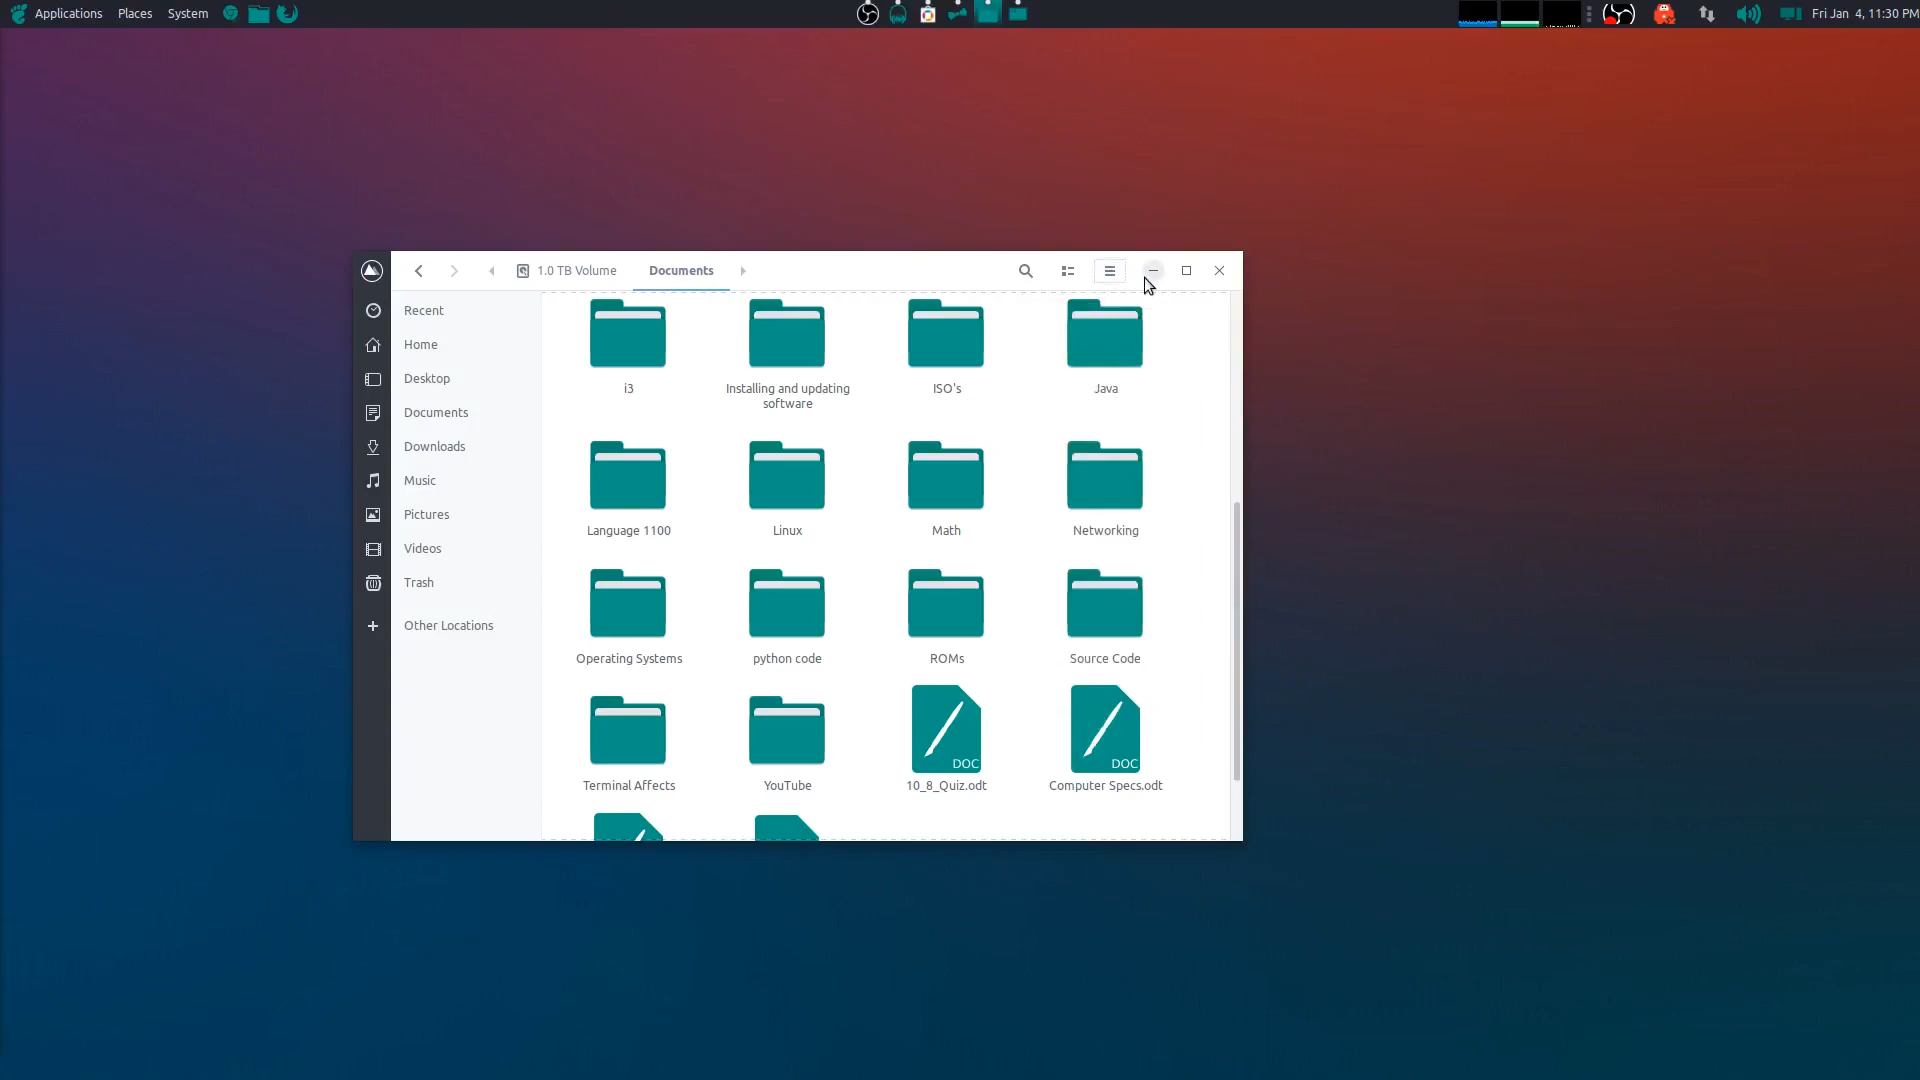 Applications Places System
Fri Jan 4, 11:30 PM
1.0 TB Volume Documents
Recent
Home
Desktop
Documents
Downloads
Music
Pictures
Videos
Trash
Other Locations
i3
Installing and updating
software
ISO's
Java
Language 1100
Linux
Math
Networking
Operating Systems
python code
ROMs
Source Code
Terminal Affects
YouTube
DOC
10_8_Quiz.odt
DOC
Computer Specs.odt